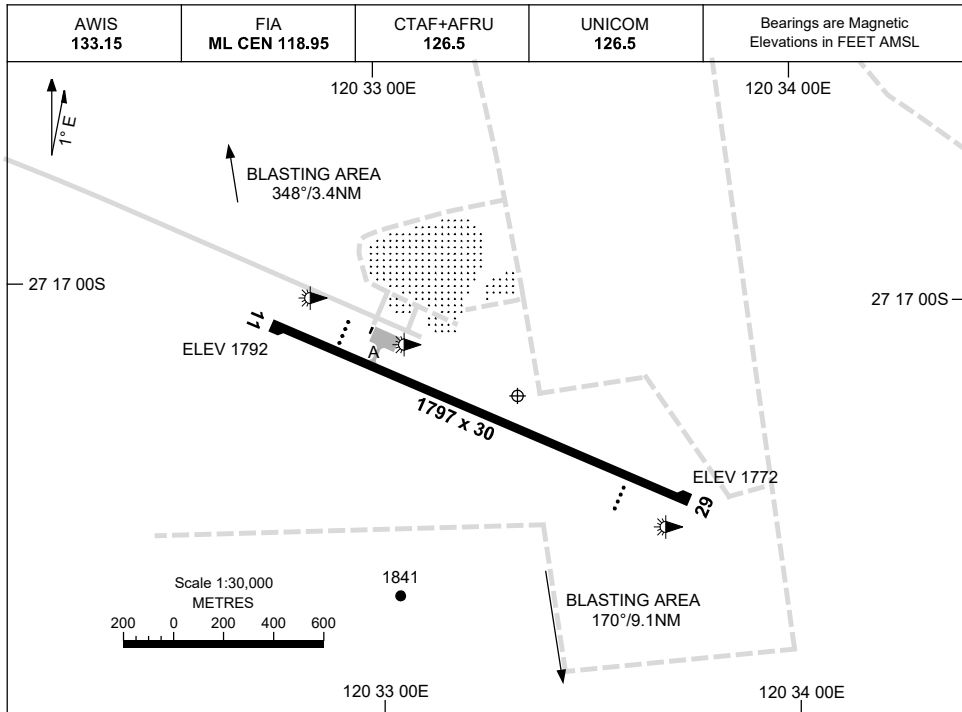 AWIS
133.15
FIA
ML CEN 118.95
CTAF+AFRU
126.5
UNICOM
126.5
Bearings are Magnetic
Elevations in FEET AMSL
120 33 00E
120 34 00E
1° E
BLASTING AREA
348°/3.4NM
27 17 00S
27 17 00S
11
ELEV 1792
A
1797 x 30
ELEV 1772
29
1841
Scale 1:30,000
METRES
200 0 200 400 600
BLASTING AREA
170°/9.1NM
120 33 00E
120 34 00E